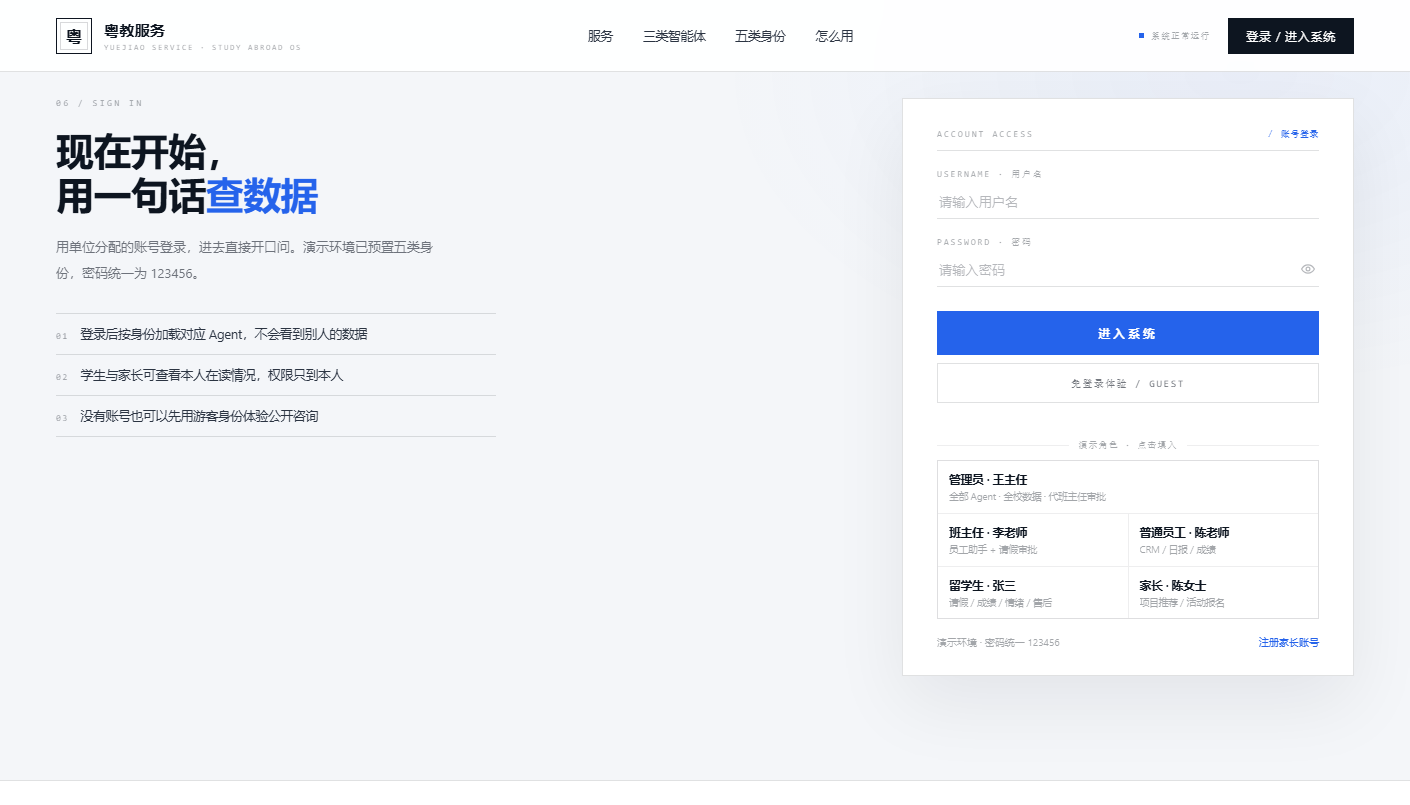 粤
粤教服务
YUEJIAO SERVICE · STUDY ABROAD OS
服务
三类智能体
五类身份
怎么用
系统正常运行
登录 / 进入系统
06 / SIGN IN
现在开始，
用一句话查数据
用单位分配的账号登录，进去直接开口问。演示环境已预置五类身
份，密码统一为 123456。
01 登录后按身份加载对应 Agent，不会看到别人的数据
02 学生与家长可查看本人在读情况，权限只到本人
03 没有账号也可以先用游客身份体验公开咨询
ACCOUNT ACCESS
/ 账号登录
USERNAME · 用户名
请输入用户名
PASSWORD · 密码
请输入密码
进入系统
免登录体验 / GUEST
演示角色 · 点击填入
管理员 · 王主任
全部 Agent · 全校数据 · 代班主任审批
班主任 · 李老师
员工助手 + 请假审批
普通员工 · 陈老师
CRM / 日报 / 成绩
留学生 · 张三
请假 / 成绩 / 情绪 / 售后
家长 · 陈女士
项目推荐 / 活动报名
演示环境 · 密码统一 123456
注册家长账号